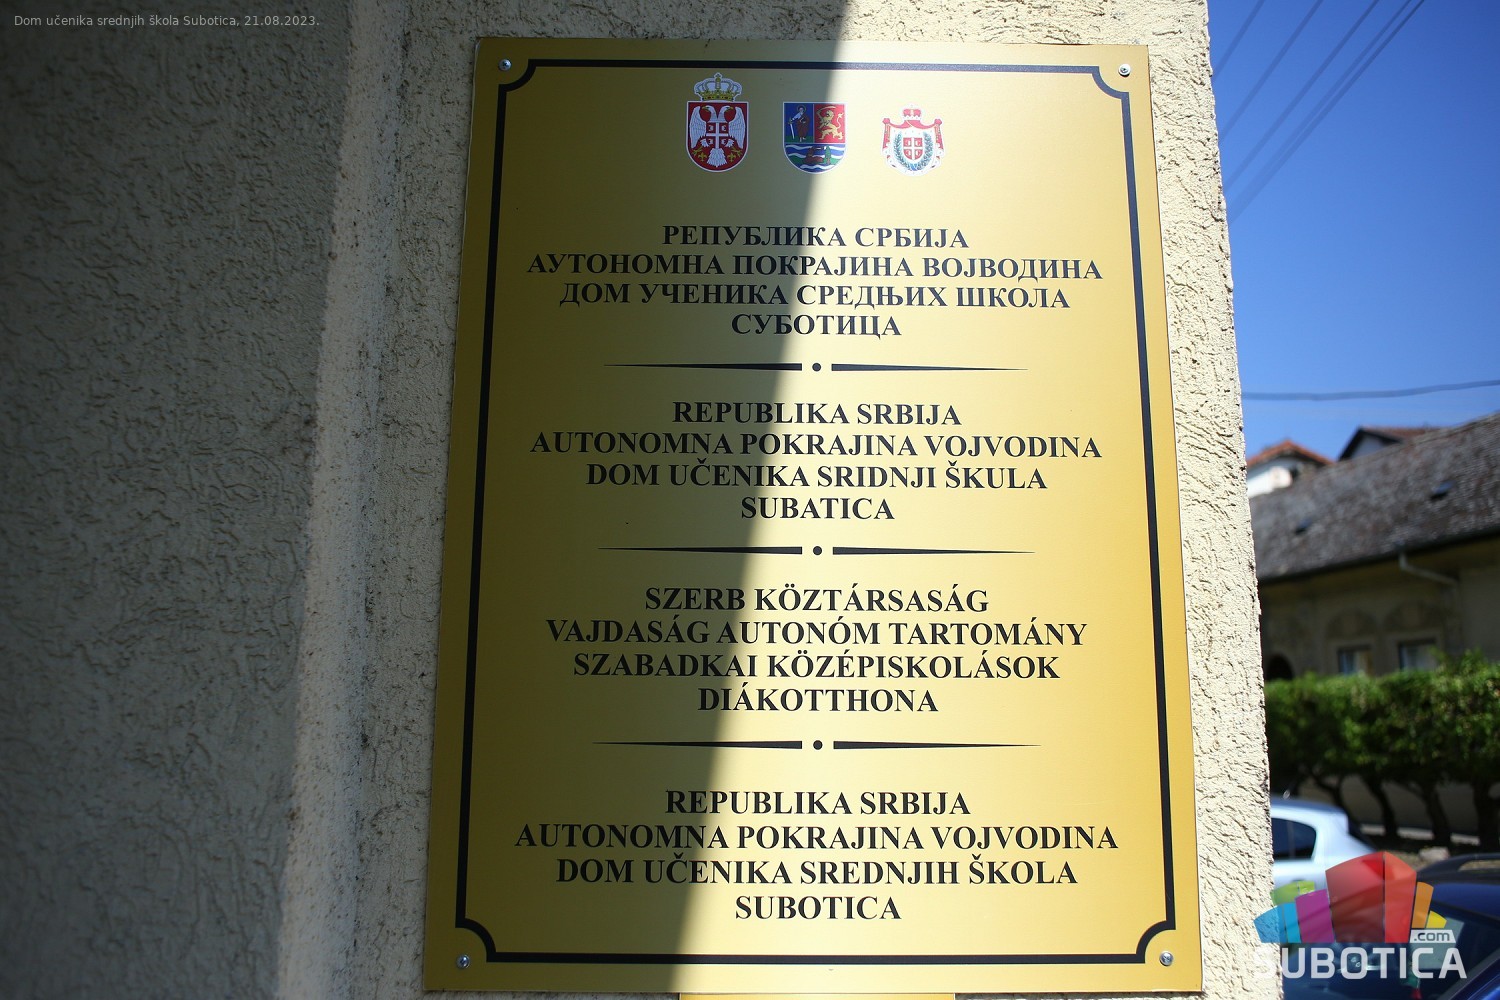 Dom učenika srednjih škola Subotica, 21.08.2023.
РЕПУБЛИКА СРБИЈА
АУТОНОМНА ПОКРАЈИНА ВОЈВОДИНА
ДОМ УЧЕНИКА СРЕДЊИХ ШКОЛА
СУБОТИЦА
REPUBLIKA SRBIJA
AUTONOMNA POKRAJINA VOJVODINA
DOM UČENIKA SRIDNJI ŠKULA
SUBATICA
SZERB KÖZTÁRSASÁG
VAJDASÁG AUTONÓM TARTOMÁNY
SZABADKAI KÖZÉPISKOLÁSOK
DIÁKOTTHONA
REPUBLIKA SRBIJA
AUTONOMNA POKRAJINA VOJVODINA
DOM UČENIKA SREDNJIH ŠKOLA
SUBOTICA
.com
SUBOTICA